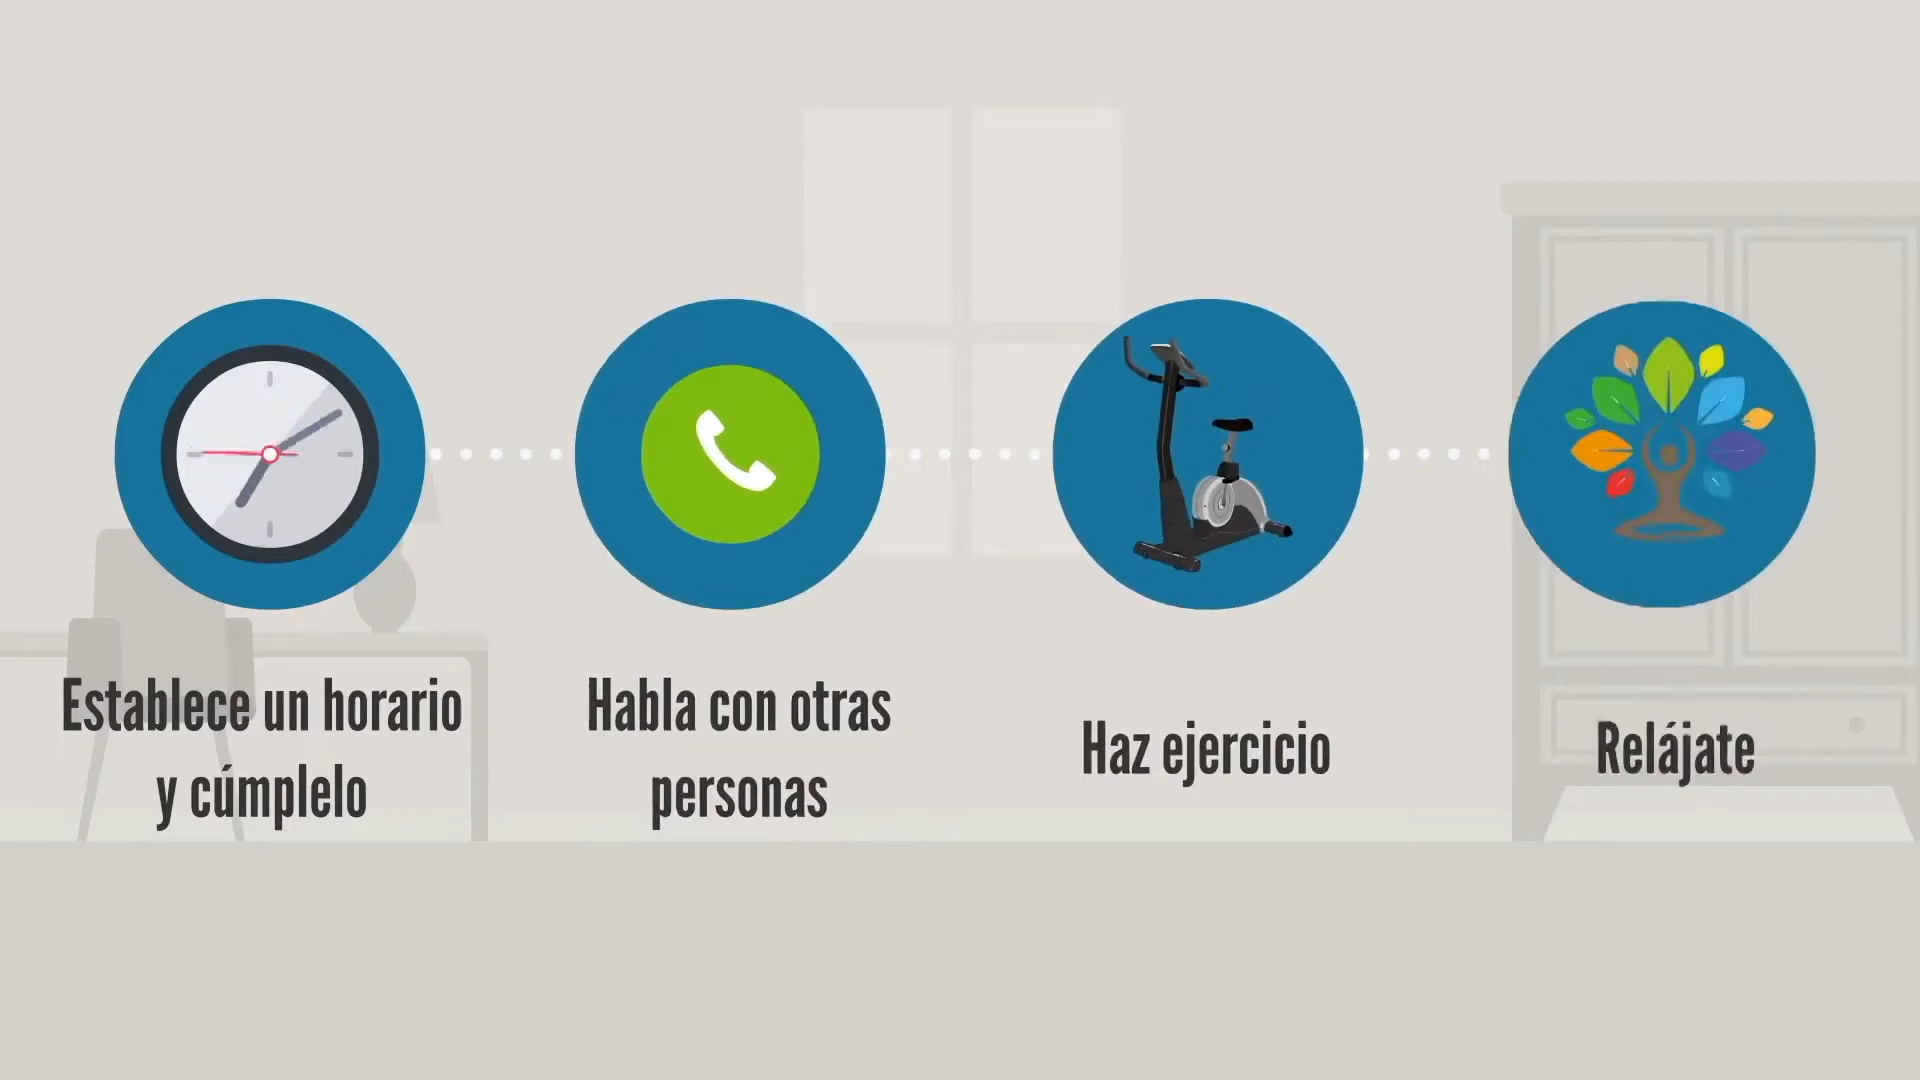 Establece un horario
y cúmplelo
Habla con otras
personas
Haz ejercicio
Relájate